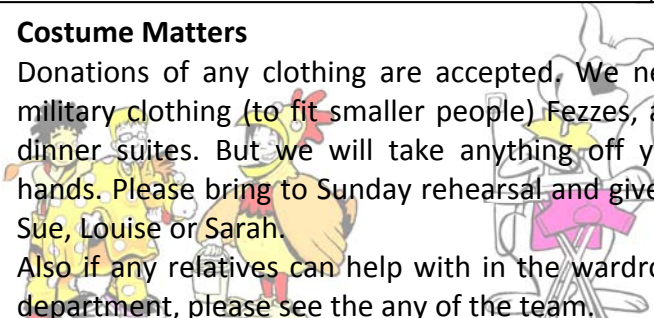 Costume Matters
Donations of any clothing are accepted. We ne
military clothing (to fit smaller people) Fezzes, a
dinner suites. But we will take anything off y
hands. Please bring to Sunday rehearsal and give
Sue, Louise or Sarah.
Also if any relatives can help with in the wardro
department, please see the any of the team.